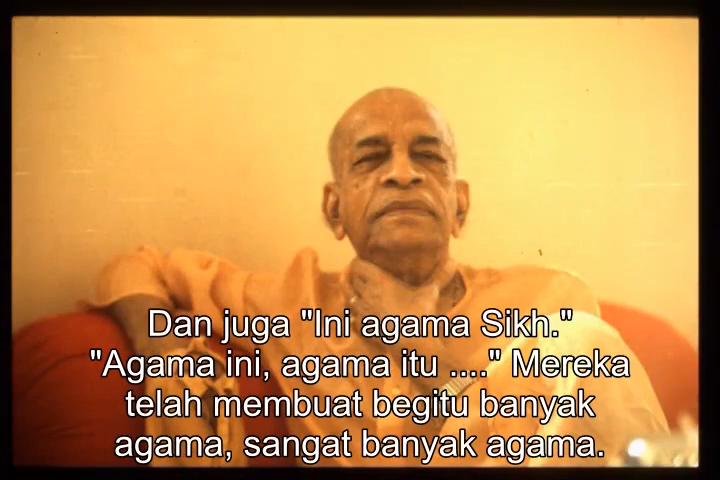 Dan juga "Ini agama Sikh."
"Agama ini, agama itu ...." Mereka
telah membuat begitu banyak
agama, sangat banyak agama.